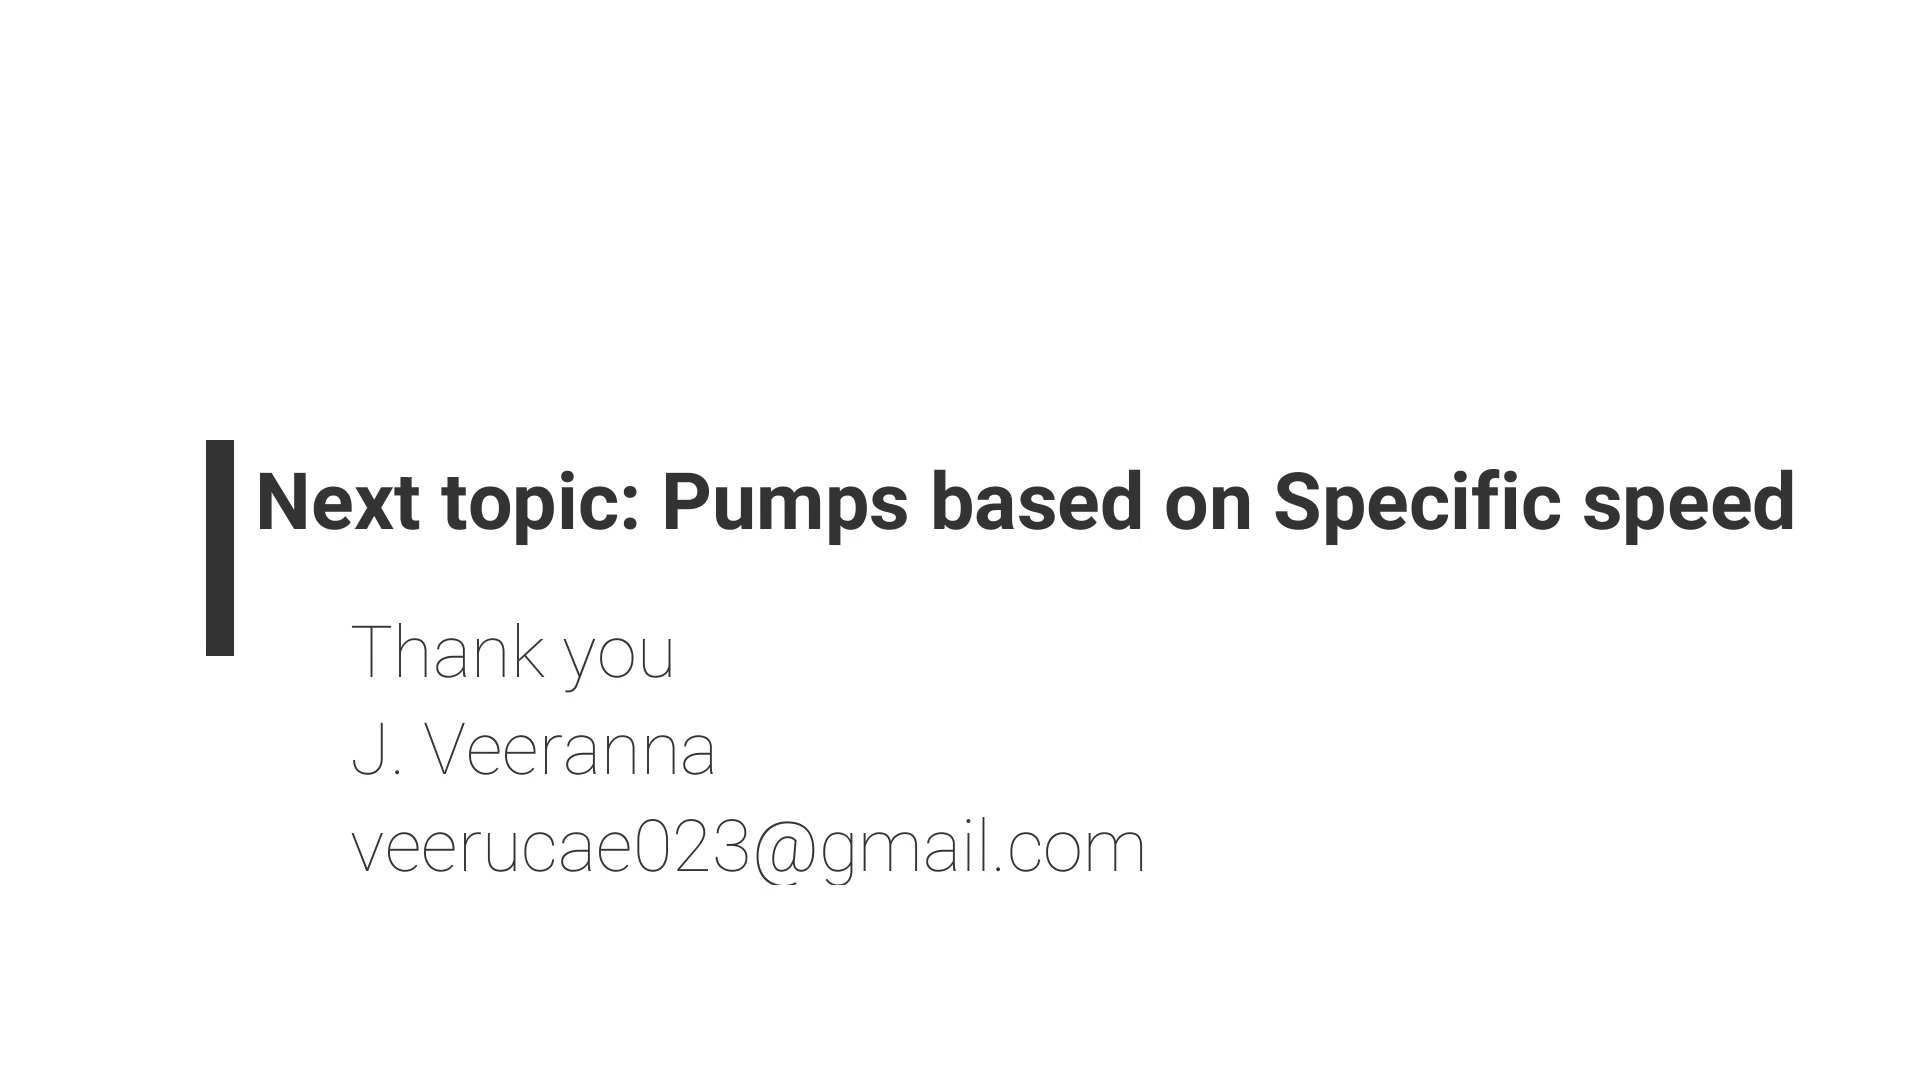 Next topic: Pumps based on Specific speed
Thank you
J. Veeranna
veerucae023@gmail.com